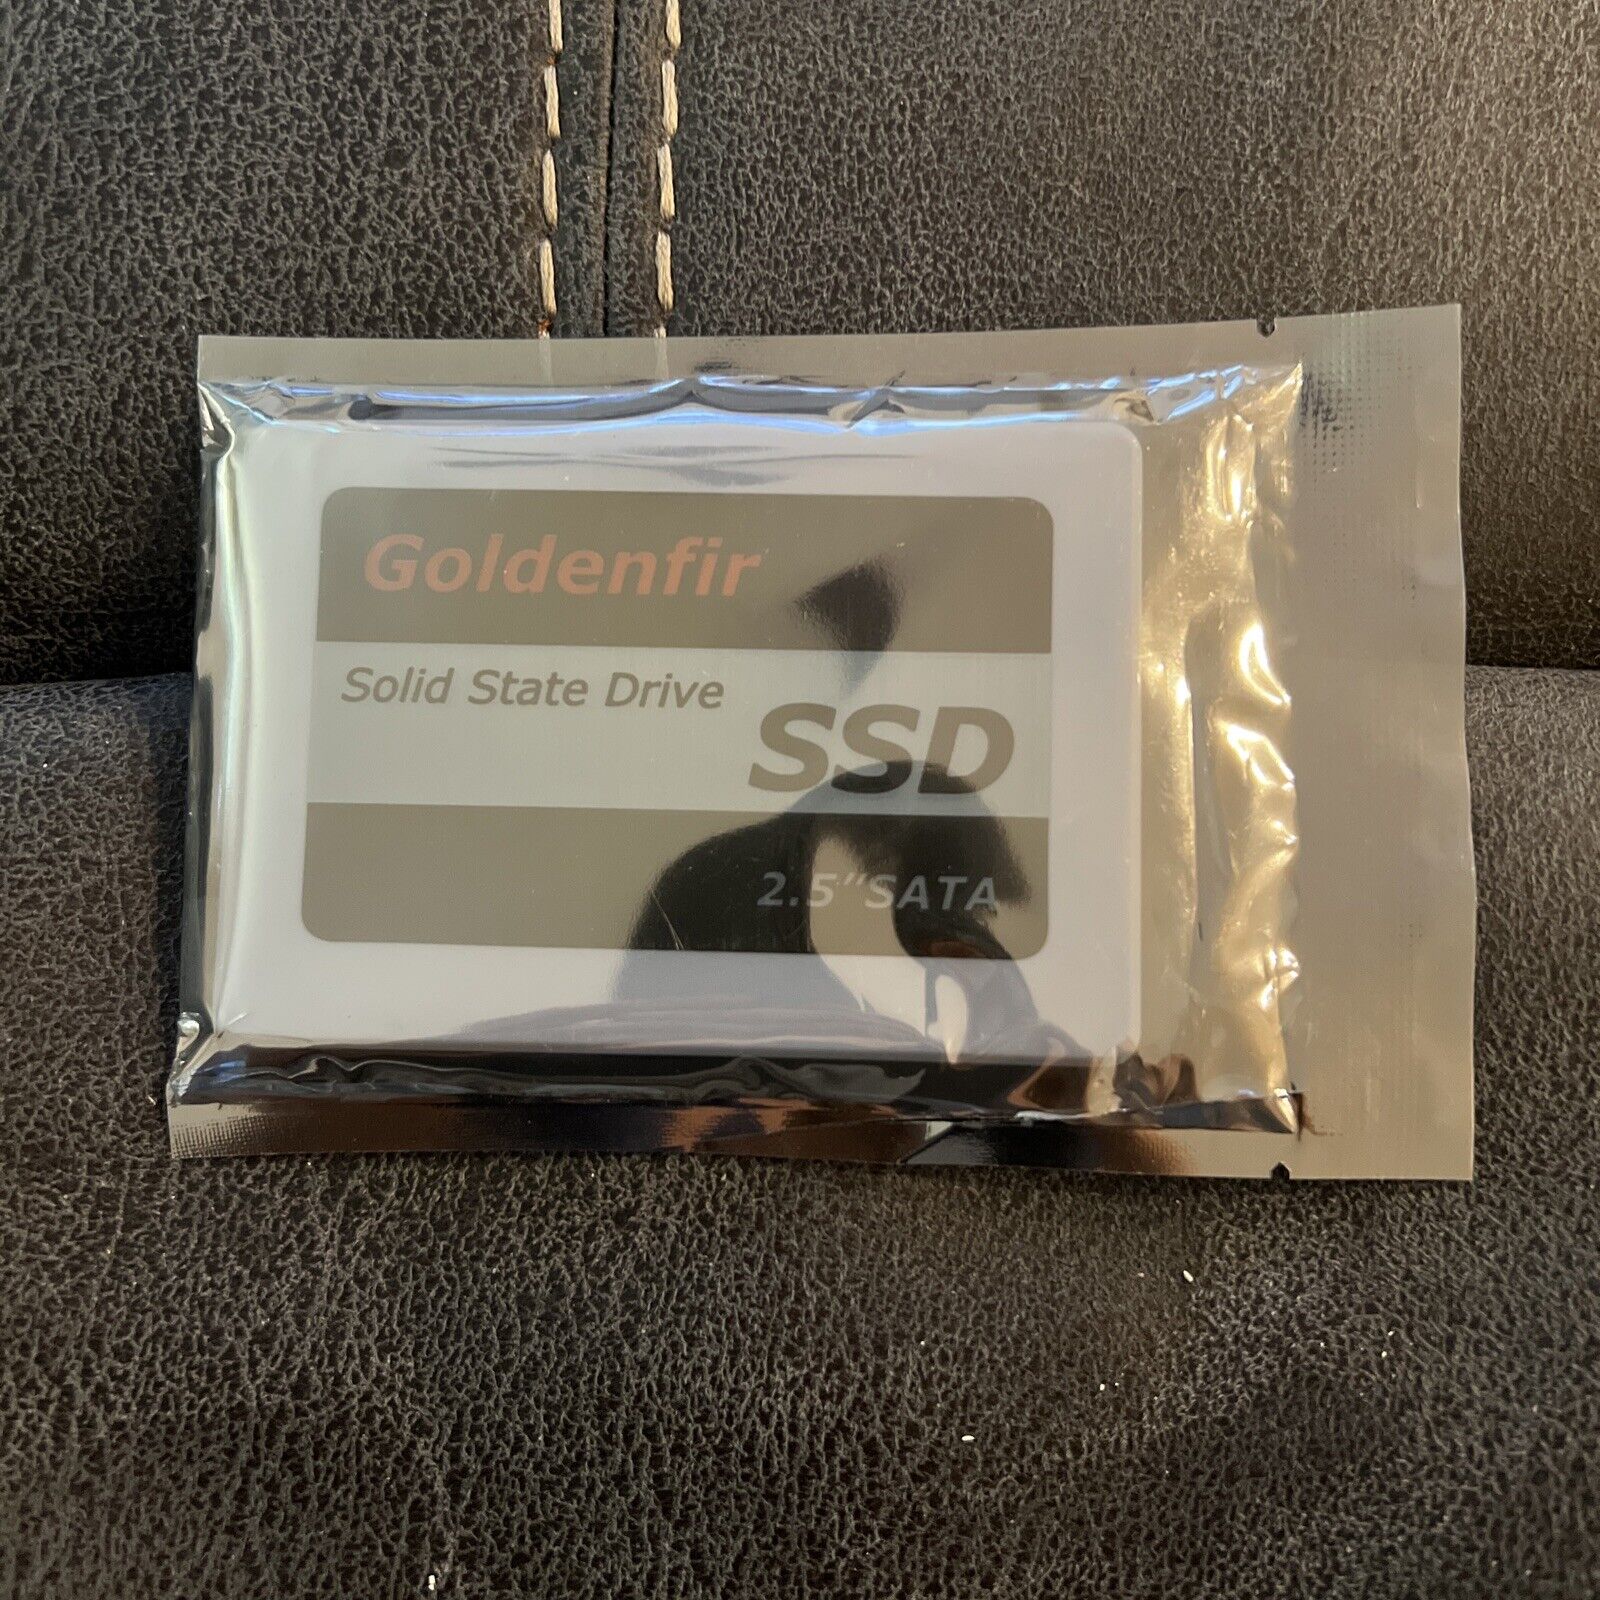 Goldenfir
Solid State Drive
SSD
2.5"SATA